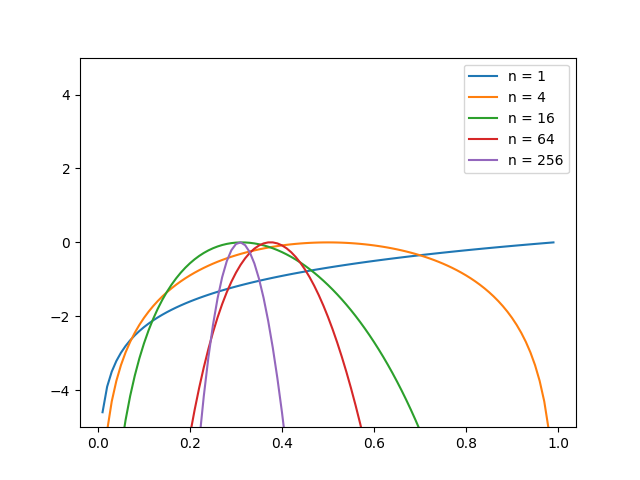 n = 1
n = 4
n = 16
n = 64
n = 256
4
2
0
−2
−4
0.0 0.2 0.4 0.6 0.8 1.0